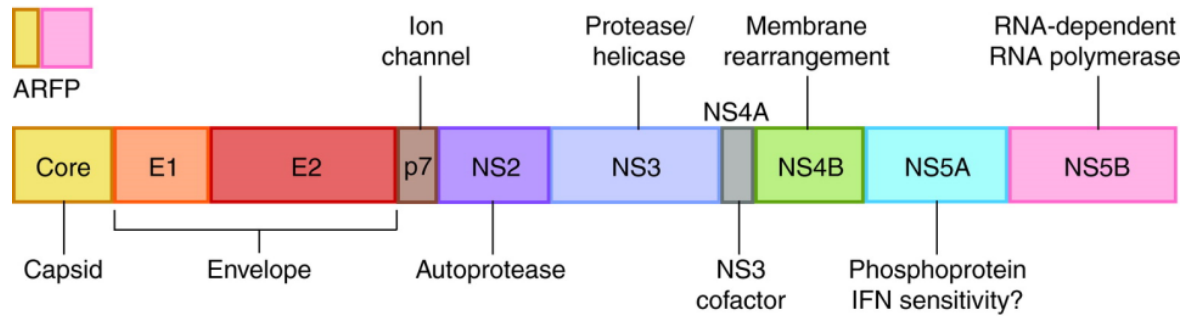 Ion
channel
Protease/
helicase
Membrane
rearrangement
RNA-dependent
RNA polymerase
ARFP
NS4A
Core
E1
E2
p7
NS2
NS3
NS4B
NS5A
NS5B
Capsid
Envelope
Autoprotease
NS3
cofactor
Phosphoprotein
IFN sensitivity?